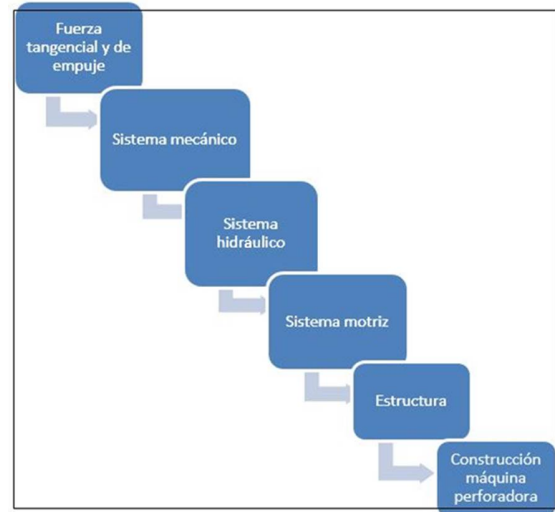 Fuerza
tangencial y de
empuje
Sistema mecánico
Sistema
hidráulico
Sistema motriz
Estructura
Construcción
máquina
perforadora